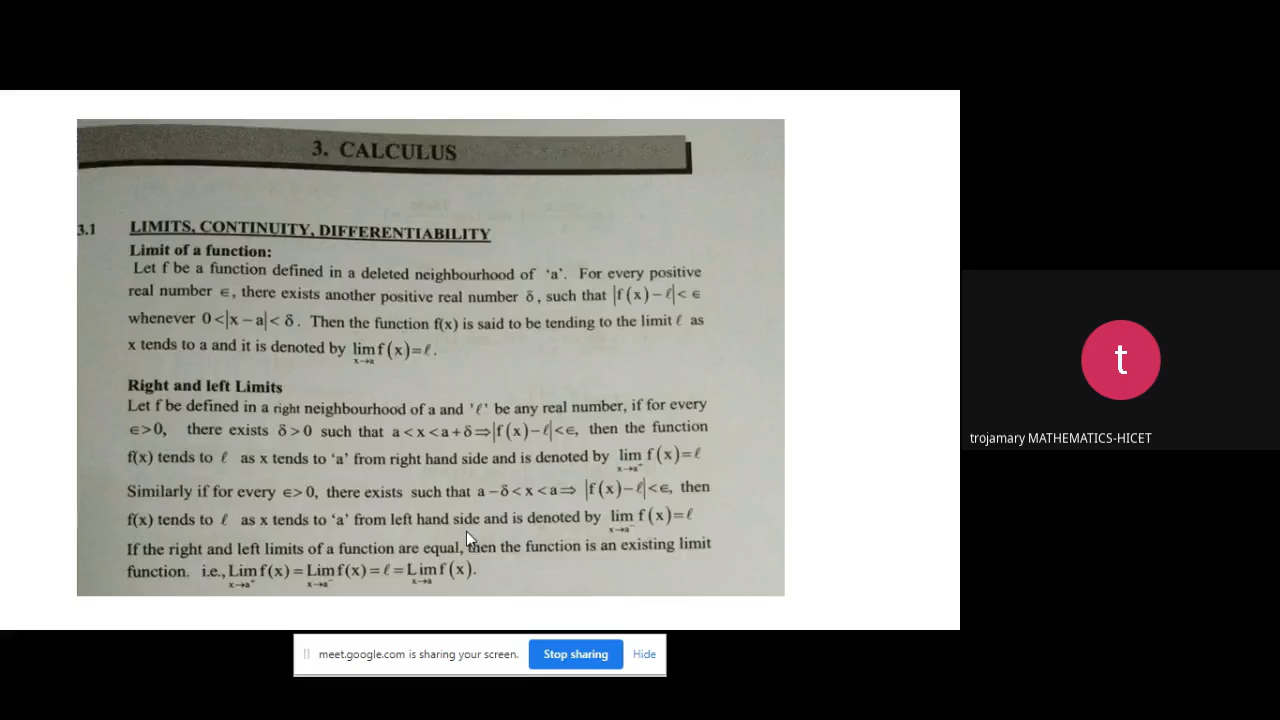 3. CALCULUS
3.1 LIMITS, CONTINUITY, DIFFERENTIABILITY
Limit of a function:
Let f be a function defined in a deleted neighbourhood of ‘a’. For every positive
real number ∈, there exists another positive real number δ, such that |f(x)−ℓ|<∈
whenever 0<|x−a|<δ. Then the function f(x) is said to be tending to the limit ℓ as
x tends to a and it is denoted by lim x→a f(x)=ℓ.
Right and left Limits
Let f be defined in a right neighbourhood of a and 'ℓ' be any real number, if for every
∈>0, there exists δ>0 such that a<x<a+δ⇒|f(x)−ℓ|<∈, then the function
f(x) tends to ℓ as x tends to ‘a’ from right hand side and is denoted by lim x→a⁺ f(x)=ℓ
Similarly if for every ∈>0, there exists such that a−δ<x<a⇒ |f(x)−ℓ|<∈, then
f(x) tends to ℓ as x tends to ‘a’ from left hand side and is denoted by lim x→a⁻ f(x)=ℓ
If the right and left limits of a function are equal, then the function is an existing limit
function. i.e., Lim x→a⁺ f(x)=Lim x→a⁻ f(x)=ℓ=Lim x→a f(x).
t
trojamary MATHEMATICS-HICET
meet.google.com is sharing your screen. Stop sharing Hide